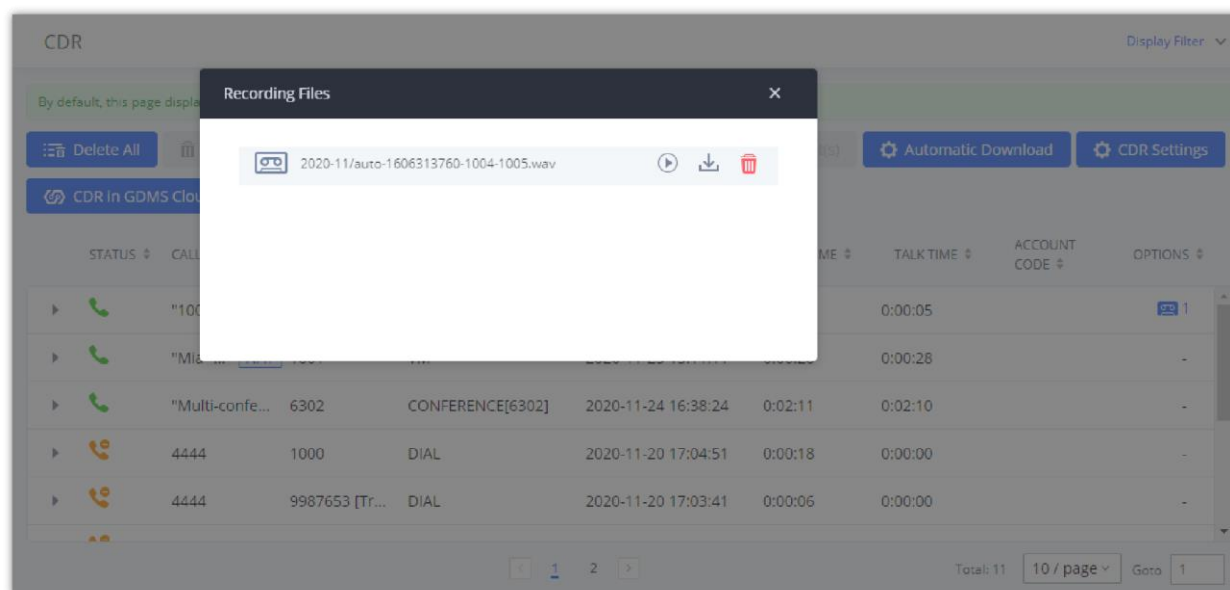 CDR
Display Filter
Recording Files
By default, this page
Delete All
2020-11/auto-1606313760-1004-1005.wav
Automatic Download
CDR Settings
CDR in GDMS
STATUS
TALK TIME
ACCOUNT CODE
OPTIONS
0:00:05
1
0:00:28
-
"Multi-confe... 6302 CONFERENCE[6302] 2020-11-24 16:38:24 0:02:11 0:02:10 -
4444 1000 DIAL 2020-11-20 17:04:51 0:00:18 0:00:00 -
4444 9987653 [Tr... DIAL 2020-11-20 17:03:41 0:00:06 0:00:00 -
1 2
Total: 11
10 / page
Goto 1